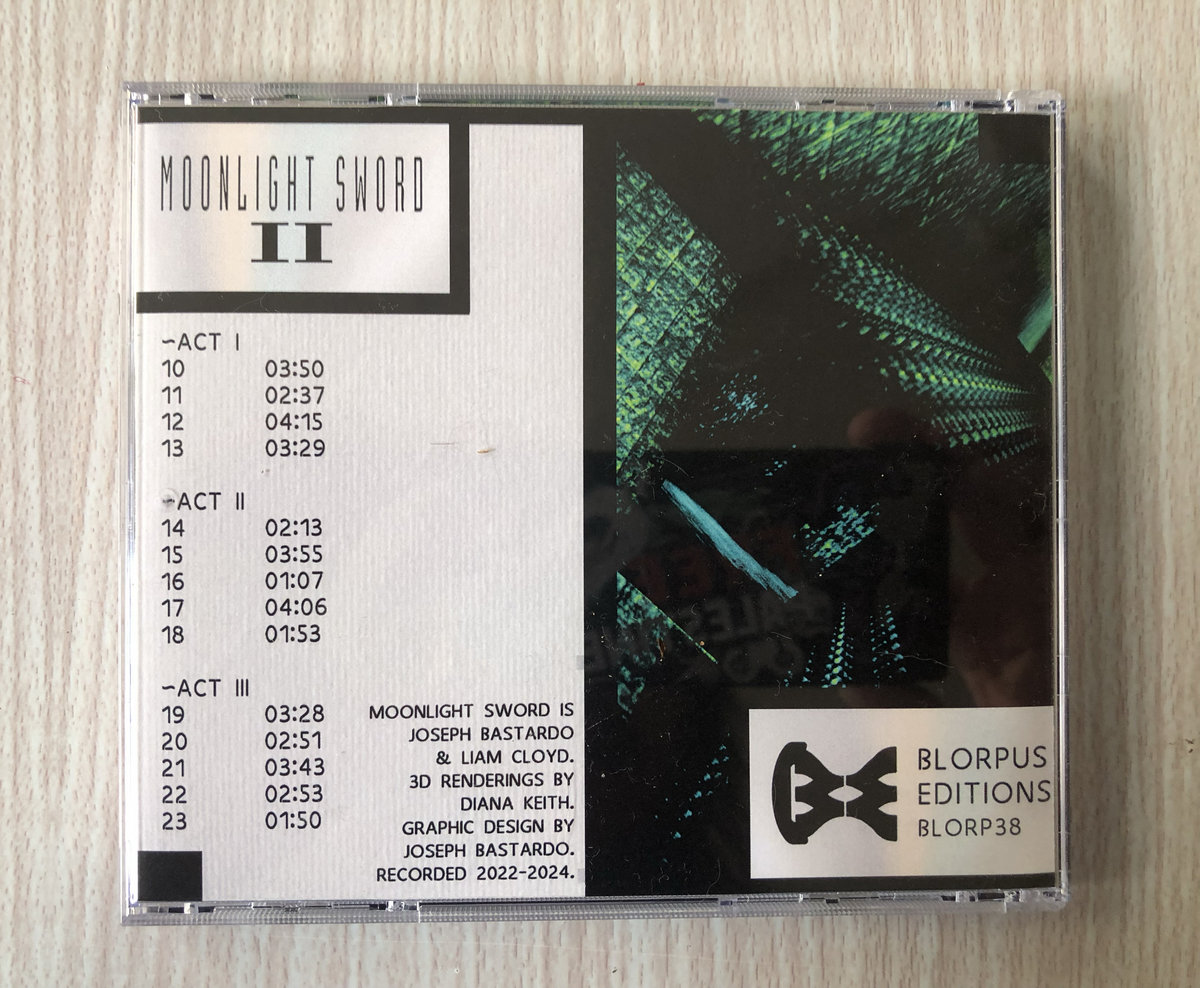 MOONLIGHT SWORD
II
~ACT I
10 03:50
11 02:37
12 04:15
13 03:29
~ACT II
14 02:13
15 03:55
16 01:07
17 04:06
18 01:53
~ACT III
19 03:28
20 02:51
21 03:43
22 02:53
23 01:50
MOONLIGHT SWORD IS
JOSEPH BASTARDO
& LIAM CLOYD.
3D RENDERINGS BY
DIANA KEITH.
GRAPHIC DESIGN BY
JOSEPH BASTARDO.
RECORDED 2022-2024.
BLORPUS
EDITIONS
BLORP38